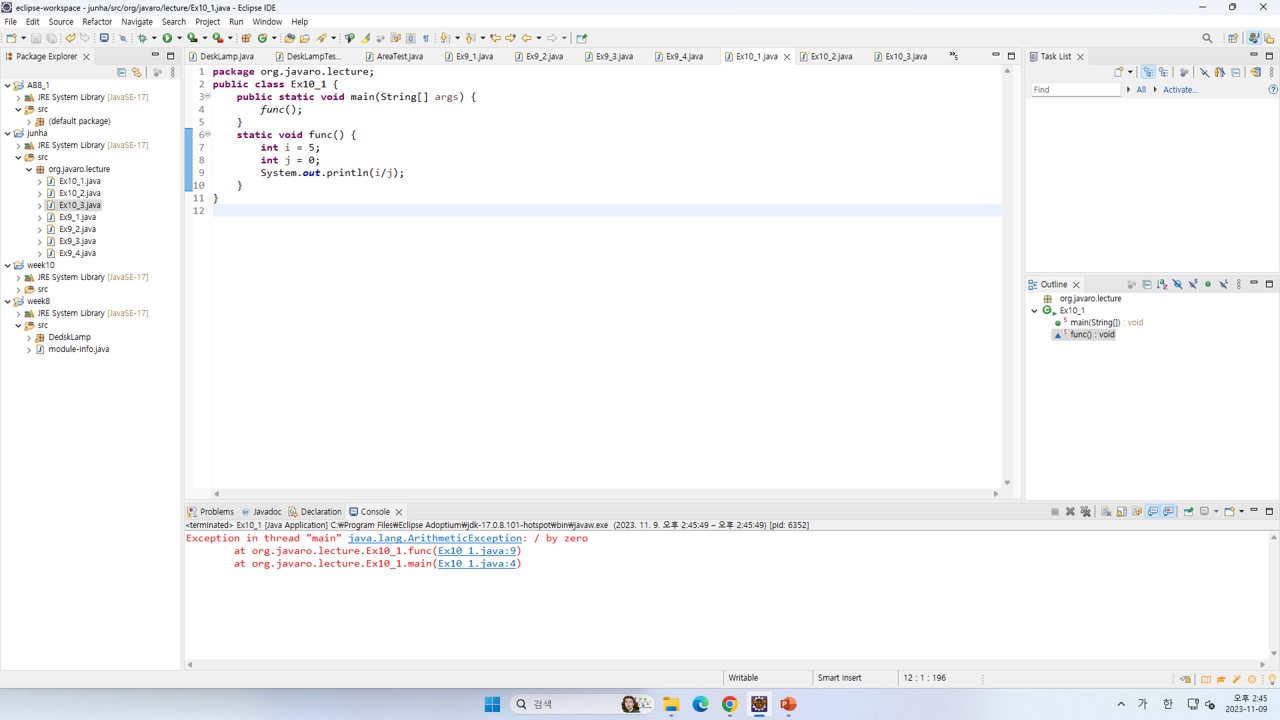 eclipse-workspace - junha/src/org/javaro/lecture/Ex10_1.java - Eclipse IDE
File Edit Source Refactor Navigate Search Project Run Window Help
Package Explorer
A88_1
JRE System Library [JavaSE-17]
src
(default package)
junha
JRE System Library [JavaSE-17]
src
org.javaro.lecture
Ex10_1.java
Ex10_2.java
Ex10_3.java
Ex9_1.java
Ex9_2.java
Ex9_3.java
Ex9_4.java
week10
JRE System Library [JavaSE-17]
src
week8
JRE System Library [JavaSE-17]
src
DedskLamp
module-info.java
DeskLamp.java DeskLampTes... AreaTest.java Ex9_1.java Ex9_2.java Ex9_3.java Ex9_4.java Ex10_1.java Ex10_2.java Ex10_3.java »5
1 package org.javaro.lecture;
2 public class Ex10_1 {
3 public static void main(String[] args) {
4 func();
5 }
6 static void func() {
7 int i = 5;
8 int j = 0;
9 System.out.println(i/j);
10 }
11 }
12
Task List
Find All Activate...
Outline
org.javaro.lecture
Ex10_1
main(String[]) : void
func() : void
Problems Javadoc Declaration Console
<terminated> Ex10_1 [Java Application] C:₩Program Files₩Eclipse Adoptium₩jdk-17.0.8.101-hotspot₩bin₩javaw.exe (2023. 11. 9. 오후 2:45:49 – 오후 2:45:49) [pid: 6352]
Exception in thread "main" java.lang.ArithmeticException: / by zero
at org.javaro.lecture.Ex10_1.func(Ex10_1.java:9)
at org.javaro.lecture.Ex10_1.main(Ex10_1.java:4)
Writable Smart Insert 12 : 1 : 196
검색
가 한 오후 2:45
2023-11-09